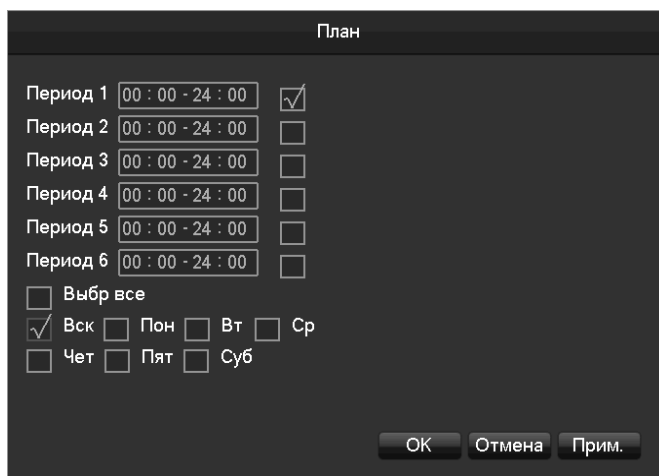 План
Период 1 00 : 00 - 24 : 00
Период 2 00 : 00 - 24 : 00
Период 3 00 : 00 - 24 : 00
Период 4 00 : 00 - 24 : 00
Период 5 00 : 00 - 24 : 00
Период 6 00 : 00 - 24 : 00
Выбр все
Вск Пон Вт Ср
Чет Пят Суб
OK Отмена Прим.